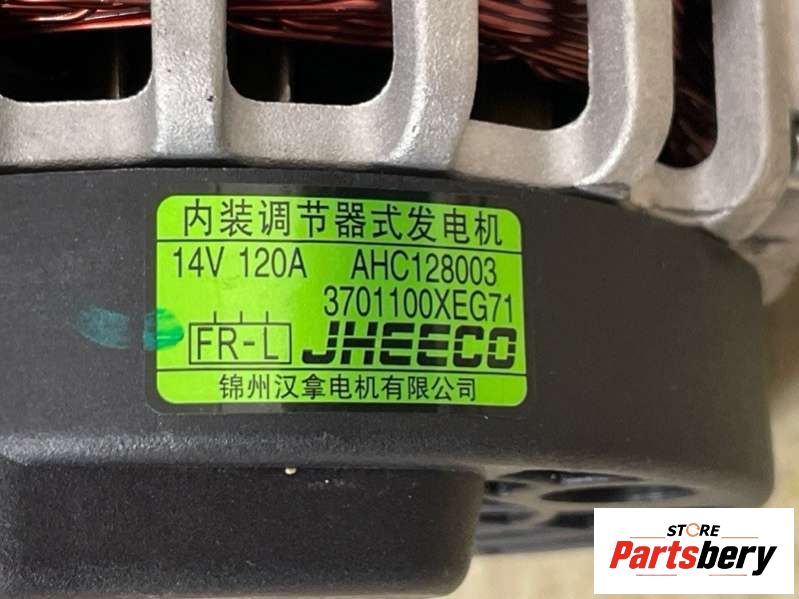 内装调节器式发电机
14V 120A AHC128003
3701100XEG71
FR-L JHEECO
锦州汉拿电机有限公司
STORE
Partsbery